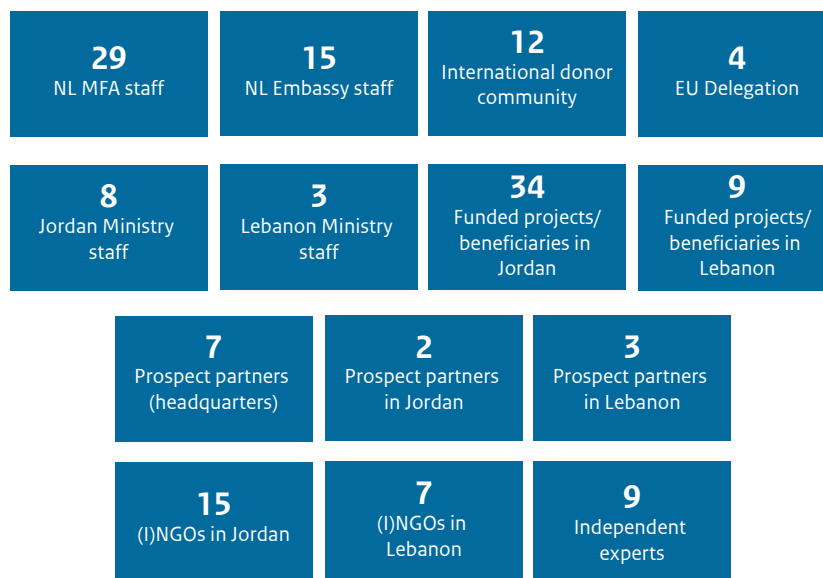 29
NL MFA staff
15
NL Embassy staff
12
International donor
community
4
EU Delegation
8
Jordan Ministry
staff
3
Lebanon Ministry
staff
34
Funded projects/
beneficiaries in
Jordan
9
Funded projects/
beneficiaries in
Lebanon
7
Prospect partners
(headquarters)
2
Prospect partners
in Jordan
3
Prospect partners
in Lebanon
15
(I)NGOs in Jordan
7
(I)NGOs in
Lebanon
9
Independent
experts